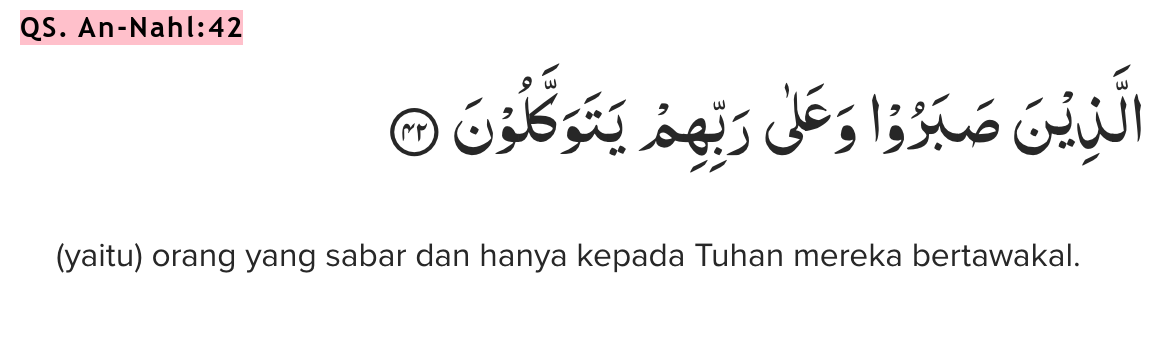 QS. An-Nahl:42
الَّذِيْنَ صَبَرُوْا وَعَلٰى رَبِّهِمْ يَتَوَكَّلُوْنَ ٤٢
(yaitu) orang yang sabar dan hanya kepada Tuhan mereka bertawakal.